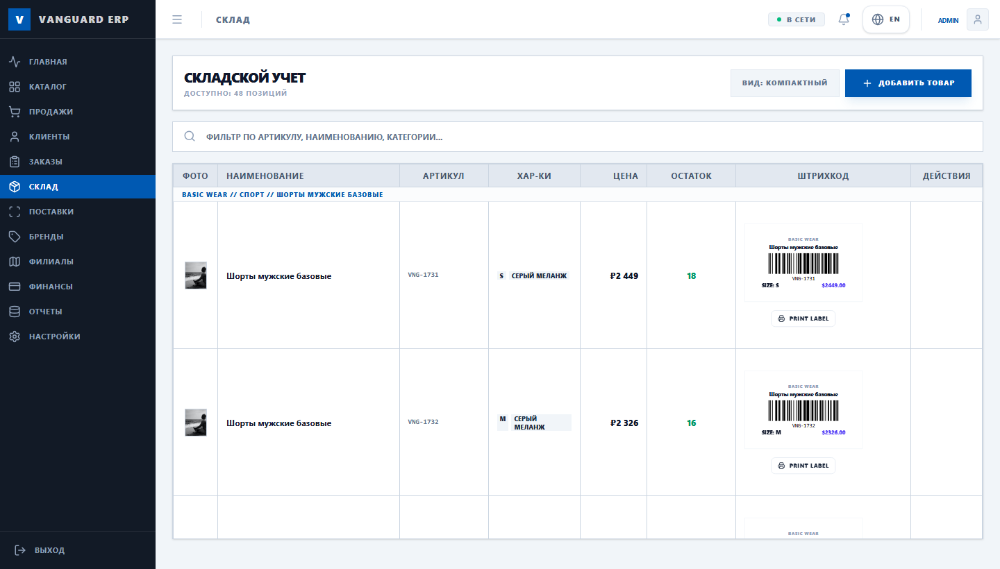 V VANGUARD ERP
СКЛАД
В СЕТИ
EN
ADMIN
ГЛАВНАЯ
КАТАЛОГ
ПРОДАЖИ
КЛИЕНТЫ
ЗАКАЗЫ
СКЛАД
ПОСТАВКИ
БРЕНДЫ
ФИЛИАЛЫ
ФИНАНСЫ
ОТЧЕТЫ
НАСТРОЙКИ
ВЫХОД
СКЛАДСКОЙ УЧЕТ
ДОСТУПНО: 48 ПОЗИЦИЙ
ВИД: КОМПАКТНЫЙ
ДОБАВИТЬ ТОВАР
ФИЛЬТР ПО АРТИКУЛУ, НАИМЕНОВАНИЮ, КАТЕГОРИИ...
ФОТО НАИМЕНОВАНИЕ АРТИКУЛ ХАР-КИ ЦЕНА ОСТАТОК ШТРИХКОД ДЕЙСТВИЯ
BASIC WEAR // СПОРТ // ШОРТЫ МУЖСКИЕ БАЗОВЫЕ
Шорты мужские базовые VNG-1731 S СЕРЫЙ МЕЛАНЖ ₽2 449 18
BASIC WEAR
Шорты мужские базовые
VNG-1731
SIZE: S $2449.00
PRINT LABEL
Шорты мужские базовые VNG-1732 M СЕРЫЙ
МЕЛАНЖ
₽2 326 16
BASIC WEAR
Шорты мужские базовые
VNG-1732
SIZE: M $2326.00
PRINT LABEL
BASIC WEAR